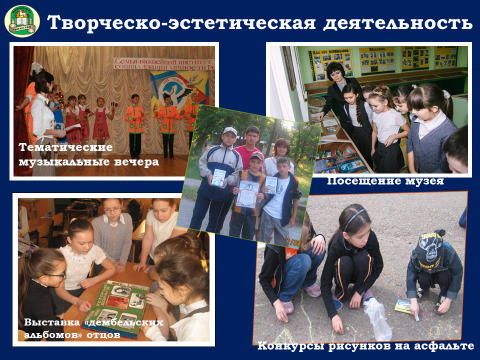 Творческо-эстетическая деятельность
Тематические
музыкальные вечера
Посещение музея
Выставка «дембельских
альбомов» отцов
Конкурсы рисунков на асфальте